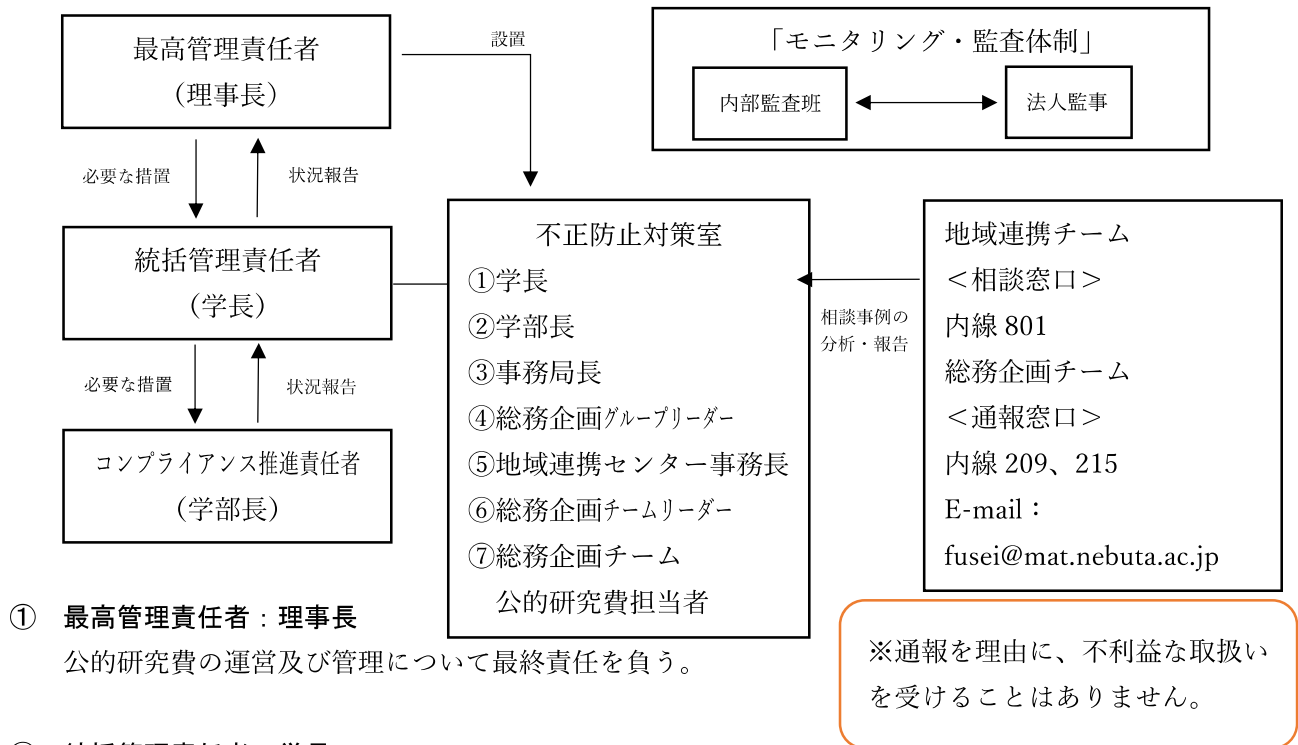 最高管理責任者
（理事長）
設置
「モニタリング・監査体制」
内部監査班
法人監事
必要な措置
状況報告
統括管理責任者
（学長）
必要な措置
状況報告
コンプライアンス推進責任者
（学部長）
不正防止対策室
①学長
②学部長
③事務局長
④総務企画グループリーダー
⑤地域連携センター事務長
⑥総務企画チームリーダー
⑦総務企画チーム
公的研究費担当者
相談事例の
分析・報告
地域連携チーム
＜相談窓口＞
内線 801
総務企画チーム
＜通報窓口＞
内線 209、215
E-mail：
fusei@mat.nebuta.ac.jp
① 最高管理責任者：理事長
公的研究費の運営及び管理について最終責任を負う。
※通報を理由に、不利益な取扱い
を受けることはありません。